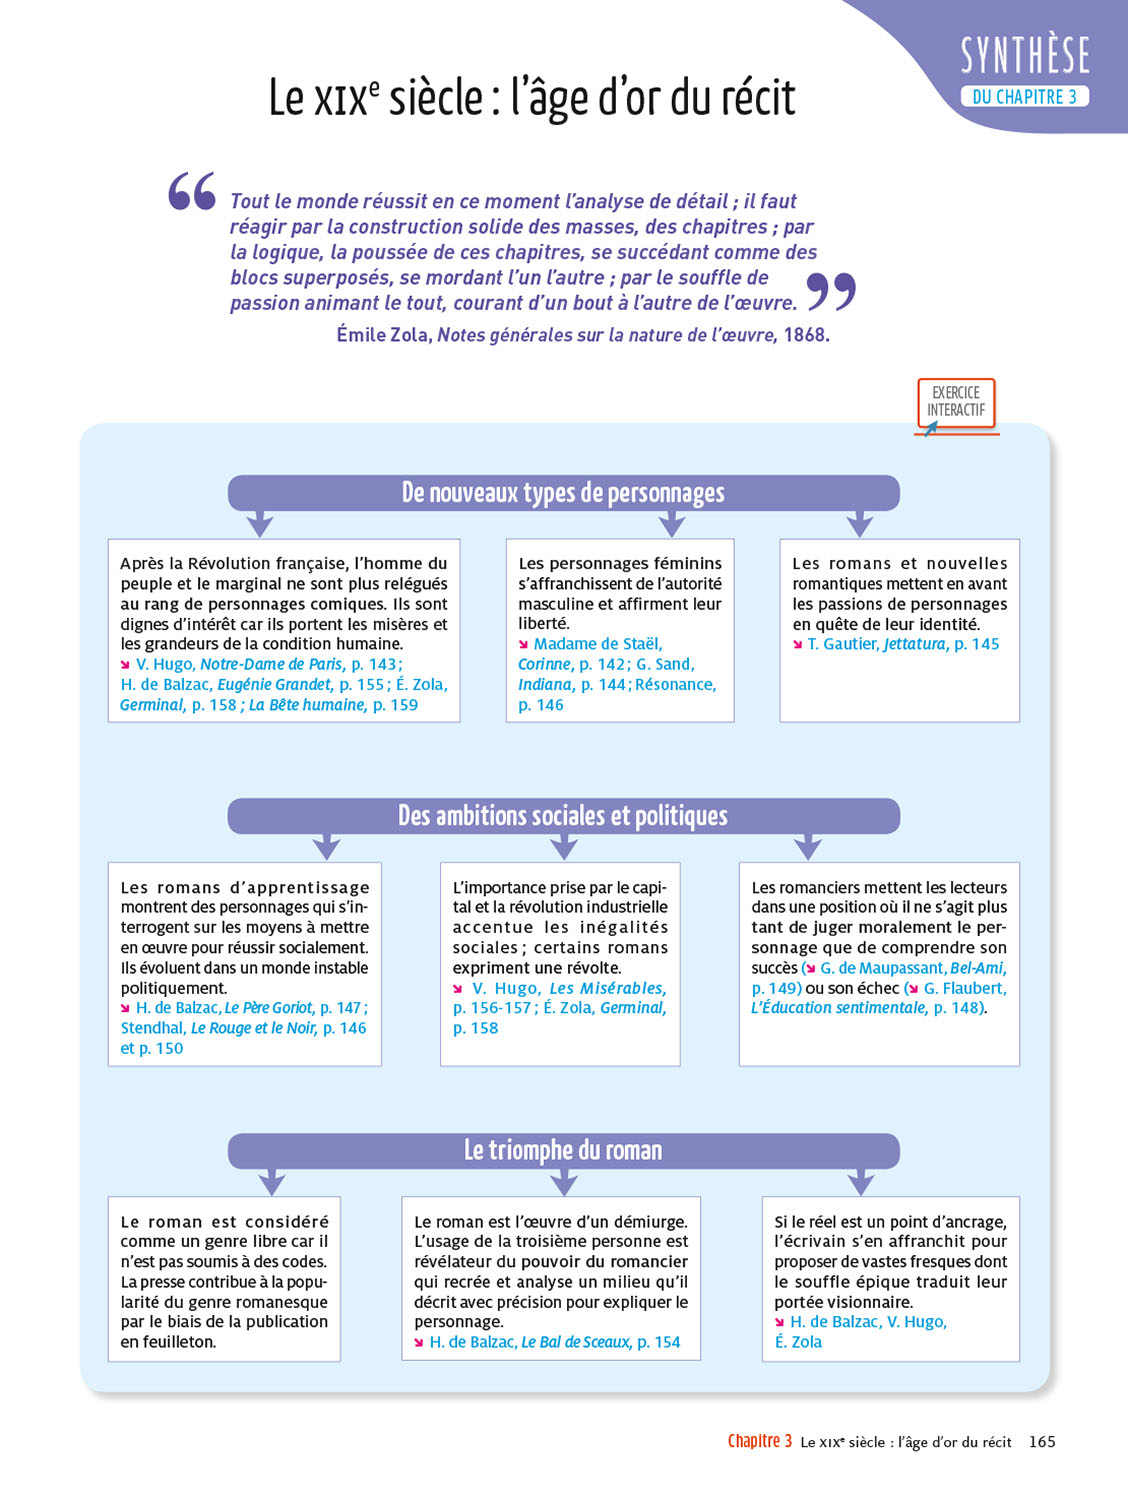 SYNTHÈSE
DU CHAPITRE 3
Le XIXe siècle : l’âge d’or du récit
“ Tout le monde réussit en ce moment l’analyse de détail ; il faut
réagir par la construction solide des masses, des chapitres ; par
la logique, la poussée de ces chapitres, se succédant comme des
blocs superposés, se mordant l’un l’autre ; par le souffle de
passion animant le tout, courant d’un bout à l’autre de l’œuvre. ”
Émile Zola, Notes générales sur la nature de l’œuvre, 1868.
EXERCICE
INTERACTIF
De nouveaux types de personnages
Après la Révolution française, l’homme du
peuple et le marginal ne sont plus relégués
au rang de personnages comiques. Ils sont
dignes d’intérêt car ils portent les misères et
les grandeurs de la condition humaine.
V. Hugo, Notre-Dame de Paris, p. 143 ;
H. de Balzac, Eugénie Grandet, p. 155 ; É. Zola,
Germinal, p. 158 ; La Bête humaine, p. 159
Les personnages féminins
s’affranchissent de l’autorité
masculine et affirment leur
liberté.
Madame de Staël,
Corinne, p. 142 ; G. Sand,
Indiana, p. 144 ; Résonance,
p. 146
Les romans et nouvelles
romantiques mettent en avant
les passions de personnages
en quête de leur identité.
T. Gautier, Jettatura, p. 145
Des ambitions sociales et politiques
Les romans d’apprentissage
montrent des personnages qui s’in-
terrogent sur les moyens à mettre
en œuvre pour réussir socialement.
Ils évoluent dans un monde instable
politiquement.
H. de Balzac, Le Père Goriot, p. 147 ;
Stendhal, Le Rouge et le Noir, p. 146
et p. 150
L’importance prise par le capi-
tal et la révolution industrielle
accentue les inégalités
sociales ; certains romans
expriment une révolte.
V. Hugo, Les Misérables,
p. 156-157 ; É. Zola, Germinal,
p. 158
Les romanciers mettent les lecteurs
dans une position où il ne s’agit plus
tant de juger moralement le per-
sonnage que de comprendre son
succès (G. de Maupassant, Bel-Ami,
p. 149) ou son échec (G. Flaubert,
L’Éducation sentimentale, p. 148).
Le triomphe du roman
Le roman est considéré
comme un genre libre car il
n’est pas soumis à des codes.
La presse contribue à la popu-
larité du genre romanesque
par le biais de la publication
en feuilleton.
Le roman est l’œuvre d’un démiurge.
L’usage de la troisième personne est
révélateur du pouvoir du romancier
qui recrée et analyse un milieu qu’il
décrit avec précision pour expliquer le
personnage.
H. de Balzac, Le Bal de Sceaux, p. 154
Si le réel est un point d’ancrage,
l’écrivain s’en affranchit pour
proposer de vastes fresques dont
le souffle épique traduit leur
portée visionnaire.
H. de Balzac, V. Hugo,
É. Zola
Chapitre 3 Le XIXe siècle : l’âge d’or du récit 165